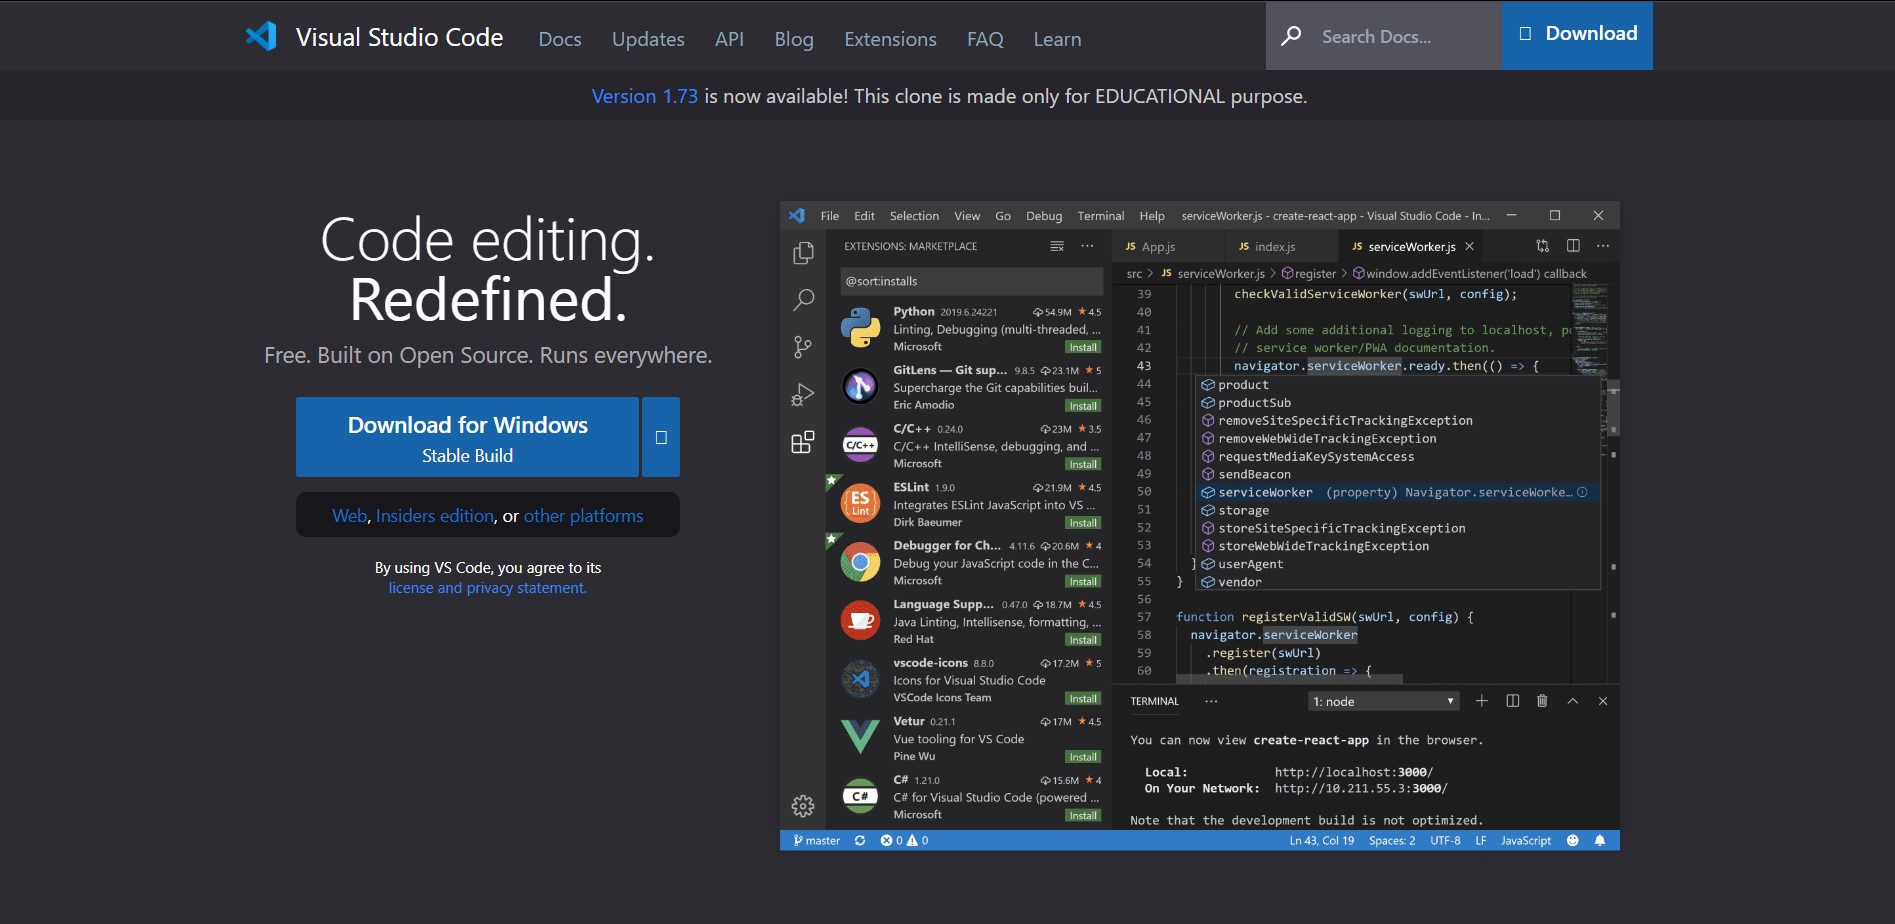 Visual Studio Code
Docs
Updates
API
Blog
Extensions
FAQ
Learn
Search Docs...
Download
Version 1.73 is now available! This clone is made only for EDUCATIONAL purpose.
Code editing.
Redefined.
Free. Built on Open Source. Runs everywhere.
Download for Windows
Stable Build
Web, Insiders edition, or other platforms
By using VS Code, you agree to its
license and privacy statement.
File Edit Selection View Go Debug Terminal Help serviceWorker.js - create-react-app - Visual Studio Code - In...
EXTENSIONS: MARKETPLACE
@sort:installs
Python 2019.6.24221 54.9M ★ 4.5
Linting, Debugging (multi-threaded, ...
Microsoft Install
GitLens — Git sup... 9.8.5 23.1M ★ 5
Supercharge the Git capabilities buil...
Eric Amodio Install
C/C++
C/C++ 0.24.0 23M ★ 3.5
C/C++ IntelliSense, debugging, and ...
Microsoft Install
ES
Lint
ESLint 1.9.0 21.9M ★ 4.5
Integrates ESLint JavaScript into VS ...
Dirk Baeumer Install
Debugger for Ch... 4.11.6 20.6M ★ 4
Debug your JavaScript code in the C...
Microsoft Install
Language Supp... 0.47.0 18.7M ★ 4.5
Java Linting, Intellisense, formatting, ...
Red Hat Install
vscode-icons 8.8.0 17.2M ★ 5
Icons for Visual Studio Code
VSCode Icons Team Install
Vetur 0.21.1 17M ★ 4.5
Vue tooling for VS Code
Pine Wu Install
C#
C# 1.21.0 15.6M ★ 4
C# for Visual Studio Code (powered ...
Microsoft Install
JS App.js JS index.js JS serviceWorker.js
src > JS serviceWorker.js > register > window.addEventListener('load') callback
39 checkValidServiceWorker(swUrl, config);
40
41 // Add some additional logging to localhost, po
42 // service worker/PWA documentation.
43 navigator.serviceWorker.ready.then(() => {
44 product
45 productSub
46 removeSiteSpecificTrackingException
47 removeWebWideTrackingException
48 requestMediaKeySystemAccess
49 sendBeacon
50 serviceWorker (property) Navigator.serviceWorke...
51 storage
52 storeSiteSpecificTrackingException
53 storeWebWideTrackingException
54 } userAgent
55 } vendor
56
57 function registerValidSW(swUrl, config) {
58 navigator.serviceWorker
59 .register(swUrl)
60 .then(registration => {
TERMINAL ... 1: node
You can now view create-react-app in the browser.
Local: http://localhost:3000/
On Your Network: http://10.211.55.3:3000/
Note that the development build is not optimized.
master 0 0 Ln 43, Col 19 Spaces: 2 UTF-8 LF JavaScript